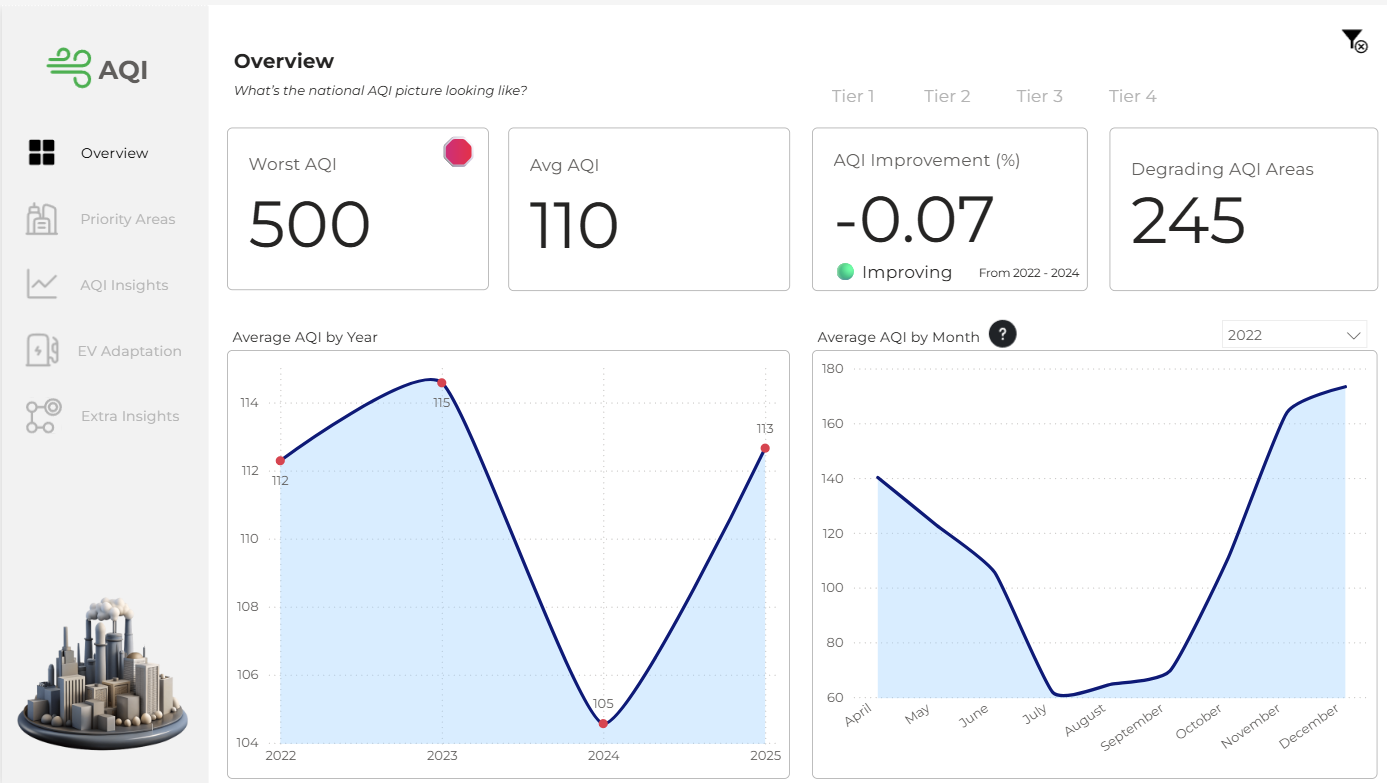 AQI
Overview
Priority Areas
AQI Insights
EV Adaptation
Extra Insights
Overview
What's the national AQI picture looking like?
Tier 1 Tier 2 Tier 3 Tier 4
Worst AQI
500
Avg AQI
110
AQI Improvement (%)
-0.07
Improving From 2022 - 2024
Degrading AQI Areas
245
Average AQI by Year
114
112
110
108
106
104
112
115
105
113
2022 2023 2024 2025
Average AQI by Month ?
2022
180
160
140
120
100
80
60
April May June July August September October November December